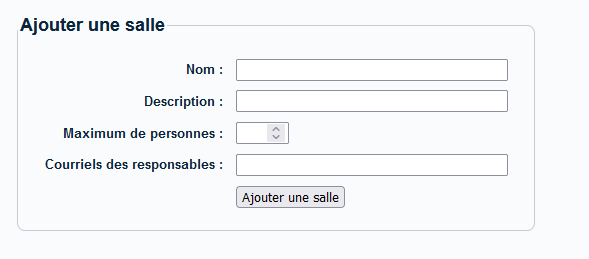 Ajouter une salle
Nom :
Description :
Maximum de personnes :
Courriels des responsables :
Ajouter une salle